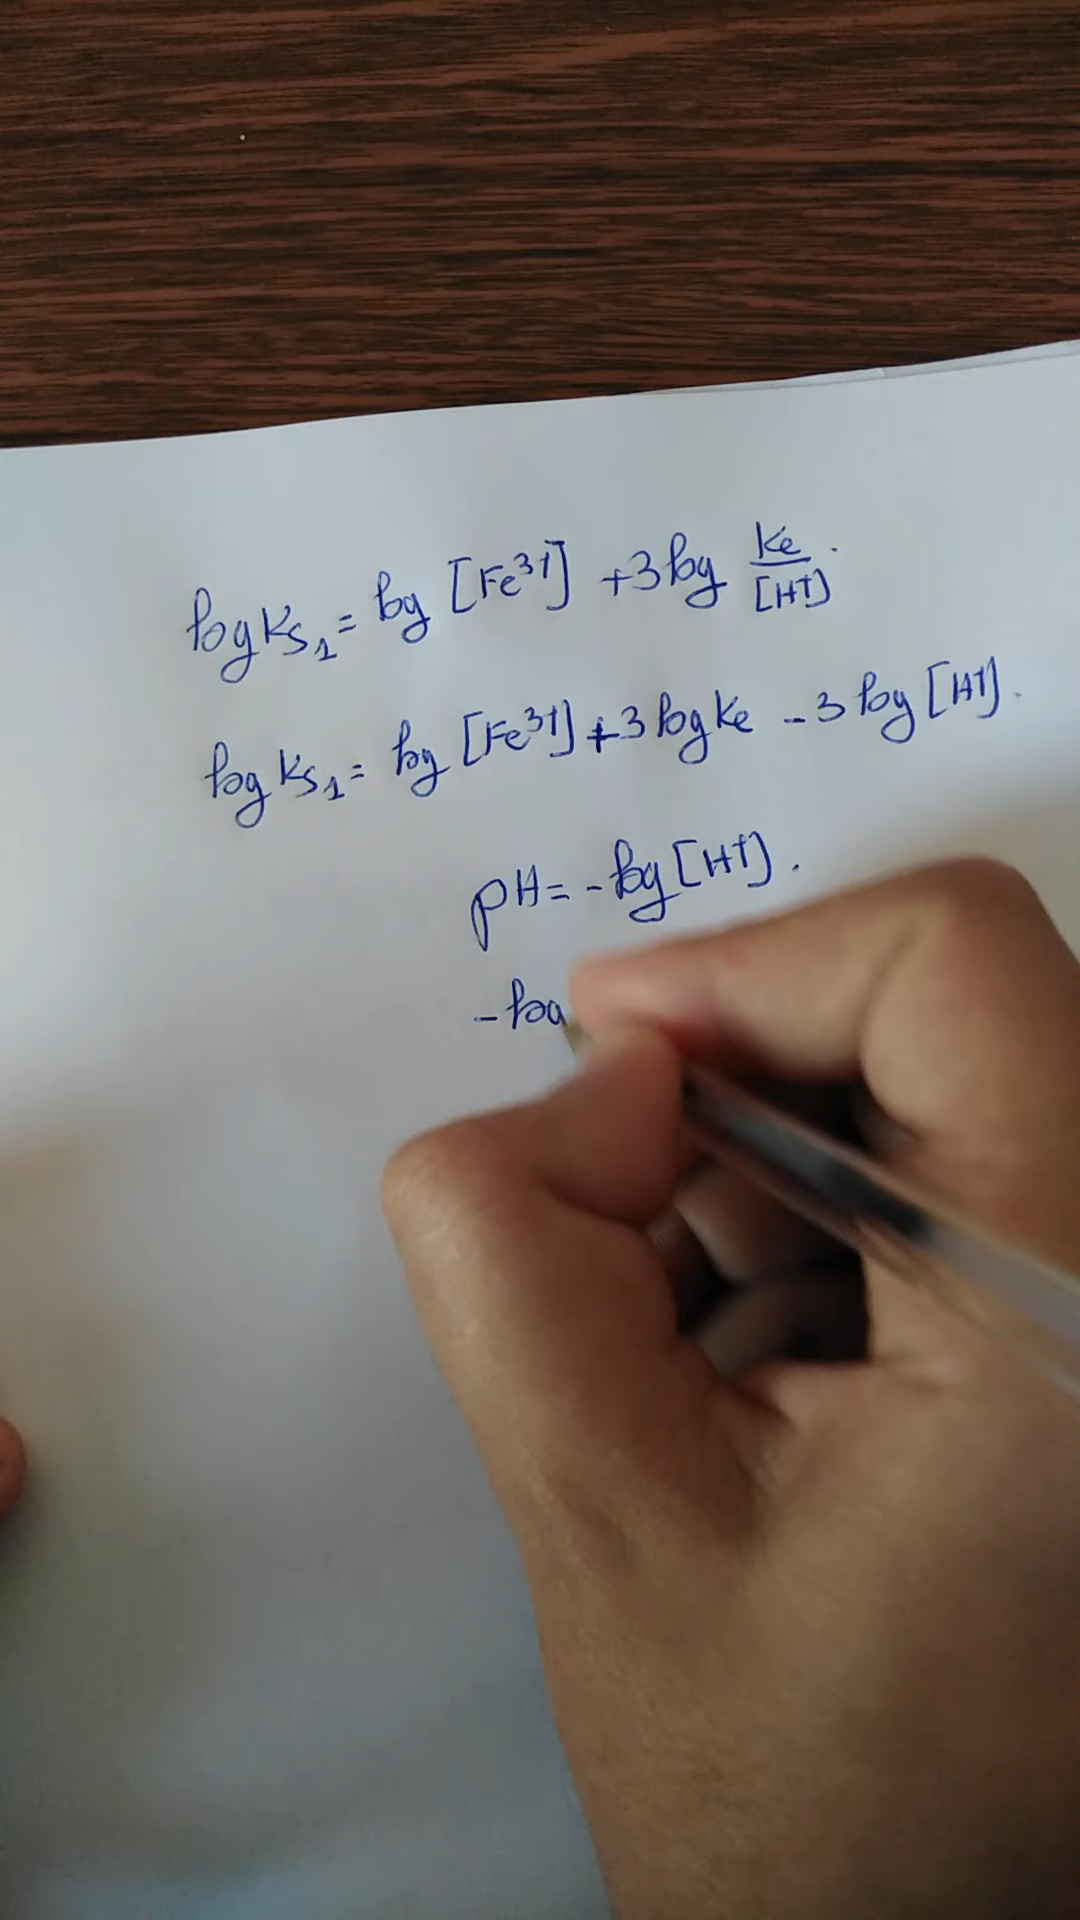 log Ks₁ = log [Fe³⁺] + 3 log Ke/[H⁺].
log Ks₁ = log [Fe³⁺] + 3 log Ke - 3 log [H⁺].
pH = - log [H⁺].
- log